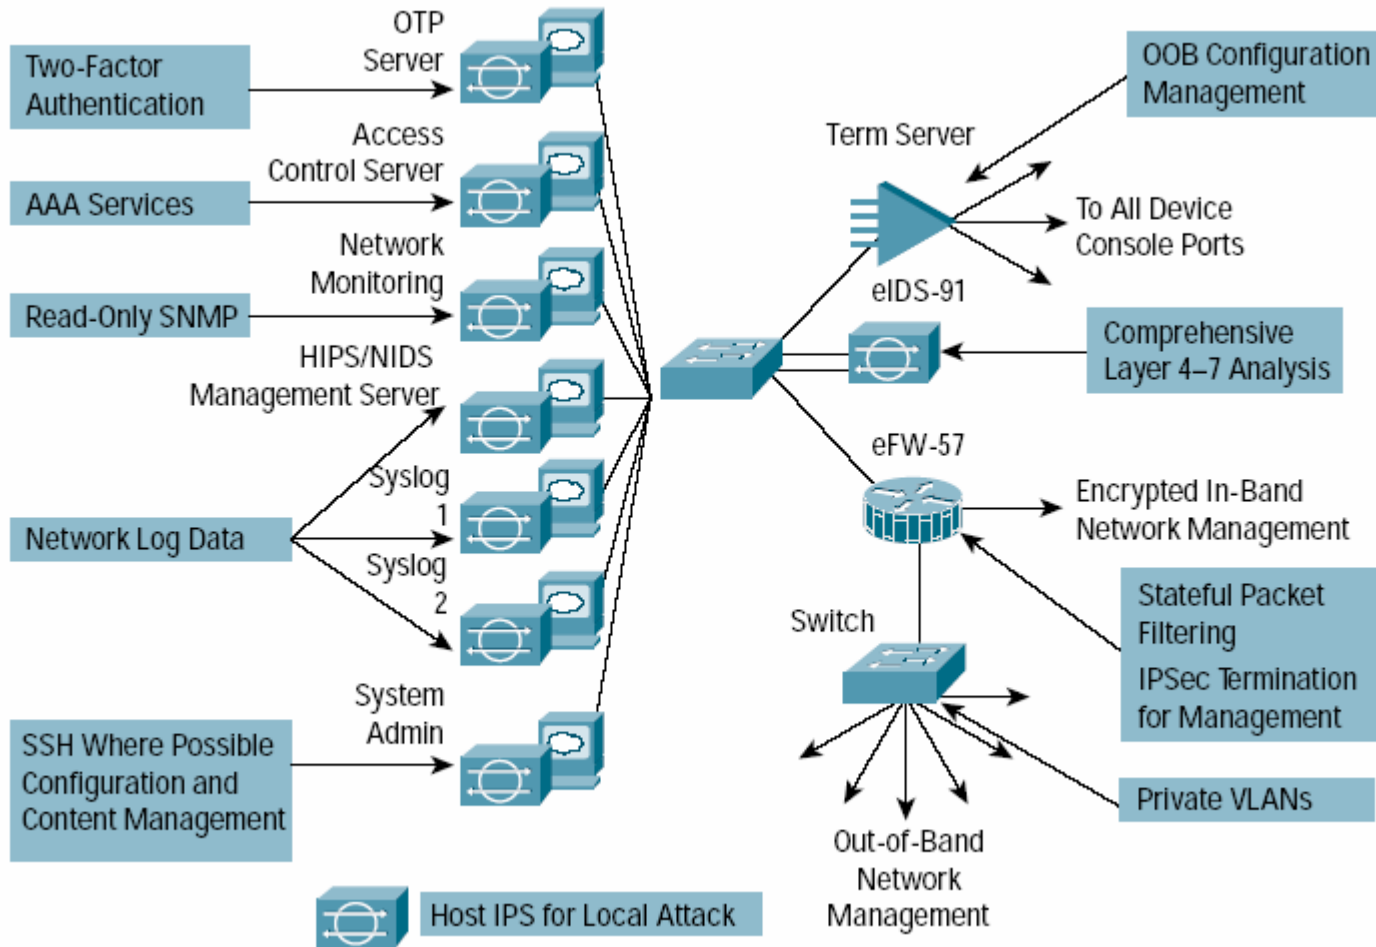 OTP
Server
Two-Factor
Authentication
Access
Control Server
AAA Services
Network
Monitoring
Read-Only SNMP
HIPS/NIDS
Management Server
Syslog
1
Network Log Data
Syslog
2
System
Admin
SSH Where Possible
Configuration and
Content Management
Host IPS for Local Attack
OOB Configuration
Management
Term Server
To All Device
Console Ports
eIDS-91
Comprehensive
Layer 4–7 Analysis
eFW-57
Encrypted In-Band
Network Management
Stateful Packet
Filtering
IPSec Termination
for Management
Switch
Private VLANs
Out-of-Band
Network
Management